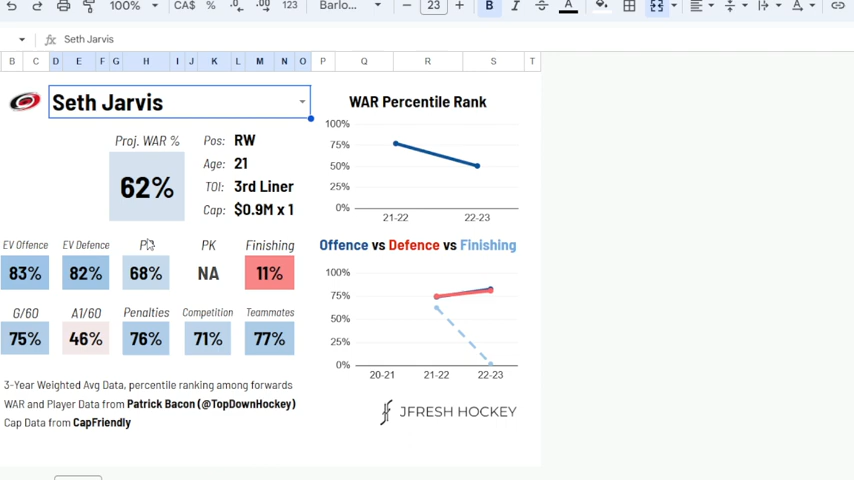 100% CA$ % .0 .00 123 Barlo... 23 B I A
fx Seth Jarvis
B C D E F G H I J K L M N O P Q R S T
Seth Jarvis
Proj. WAR %
62%
Pos: RW
Age: 21
TOI: 3rd Liner
Cap: $0.9M x 1
WAR Percentile Rank
100%
75%
50%
25%
0%
21-22 22-23
EV Offence EV Defence PK Finishing
83% 82% 68% NA 11%
G/60 A1/60 Penalties Competition Teammates
75% 46% 76% 71% 77%
Offence vs Defence vs Finishing
100%
75%
50%
25%
0%
20-21 21-22 22-23
3-Year Weighted Avg Data, percentile ranking among forwards
WAR and Player Data from Patrick Bacon (@TopDownHockey)
Cap Data from CapFriendly
JFRESH HOCKEY